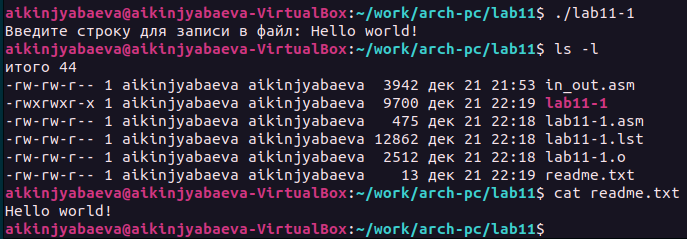 aikinjyabaeva@aikinjyabaeva-VirtualBox:~/work/arch-pc/lab11$ ./lab11-1
Введите строку для записи в файл: Hello world!
aikinjyabaeva@aikinjyabaeva-VirtualBox:~/work/arch-pc/lab11$ ls -l
итого 44
-rw-rw-r-- 1 aikinjyabaeva aikinjyabaeva  3942 дек 21 21:53 in_out.asm
-rwxrwxr-x 1 aikinjyabaeva aikinjyabaeva  9700 дек 21 22:19 lab11-1
-rw-rw-r-- 1 aikinjyabaeva aikinjyabaeva   475 дек 21 22:18 lab11-1.asm
-rw-rw-r-- 1 aikinjyabaeva aikinjyabaeva 12862 дек 21 22:18 lab11-1.lst
-rw-rw-r-- 1 aikinjyabaeva aikinjyabaeva  2512 дек 21 22:18 lab11-1.o
-rw-rw-r-- 1 aikinjyabaeva aikinjyabaeva    13 дек 21 22:19 readme.txt
aikinjyabaeva@aikinjyabaeva-VirtualBox:~/work/arch-pc/lab11$ cat readme.txt
Hello world!
aikinjyabaeva@aikinjyabaeva-VirtualBox:~/work/arch-pc/lab11$